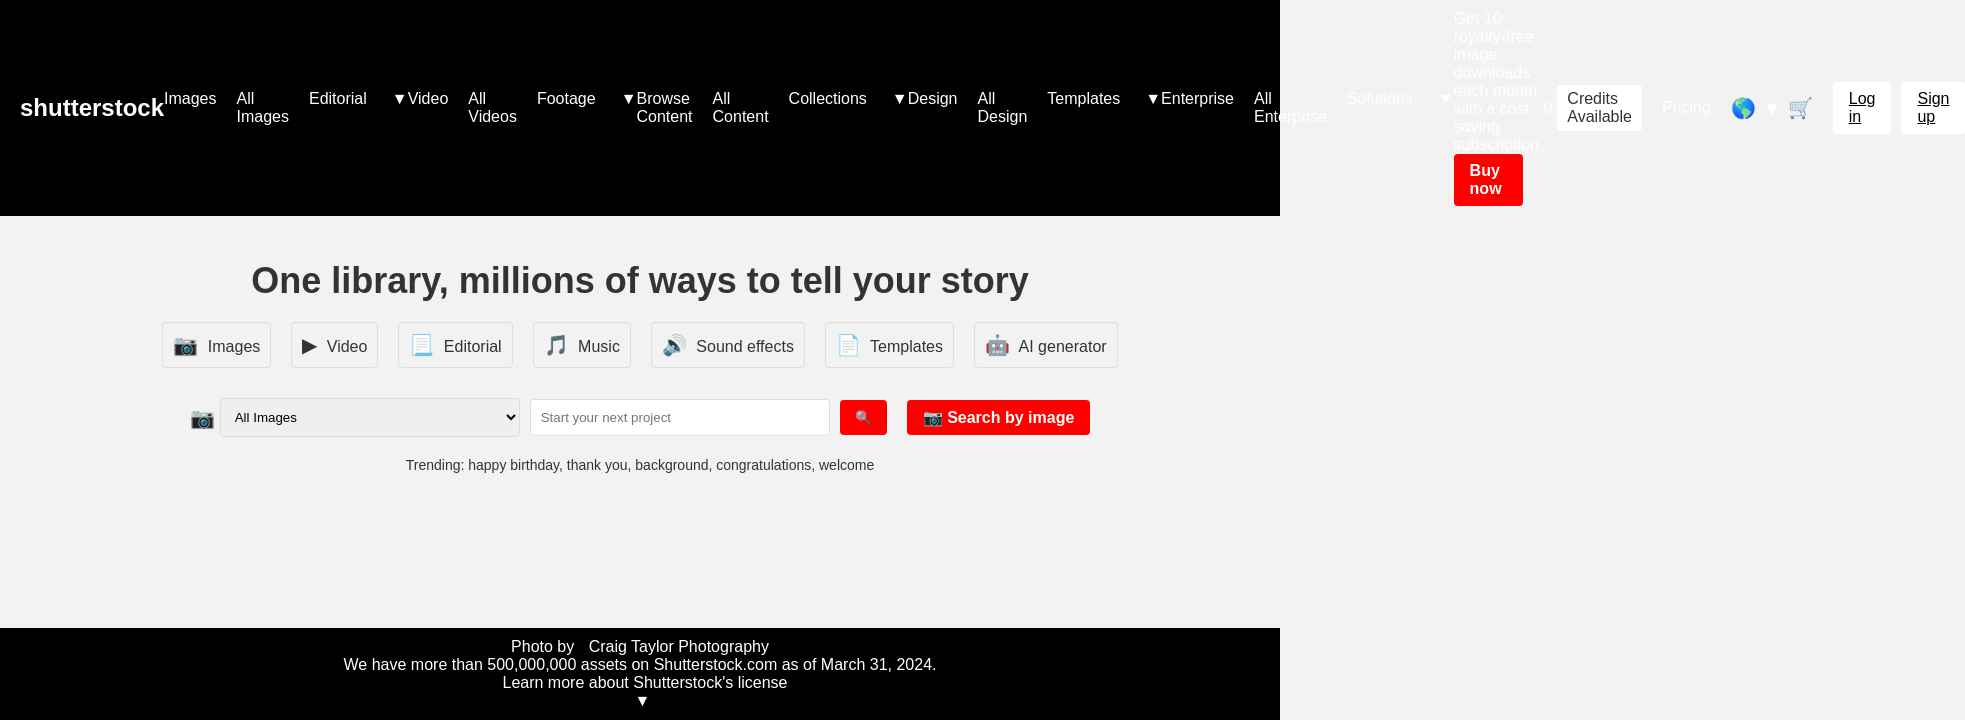 shutterstock
Images
All Images
Editorial
▼
Video
All Videos
Footage
▼
Browse Content
All Content
Collections
▼
Design
All Design
Templates
▼
Enterprise
All Enterprise
Solutions
▼
Get 10
royalty-free
image
downloads
each month
with a cost-
saving
subscription.
Buy now
0
Credits Available
Pricing
♥
Log in
Sign up
One library, millions of ways to tell your story
Images
▶ Video
Editorial
Music
Sound effects
Templates
AI generator
All Images
Start your next project
Search by image
Trending: happy birthday, thank you, background, congratulations, welcome
Photo by Craig Taylor Photography
We have more than 500,000,000 assets on Shutterstock.com as of March 31, 2024.
Learn more about Shutterstock's license
▼